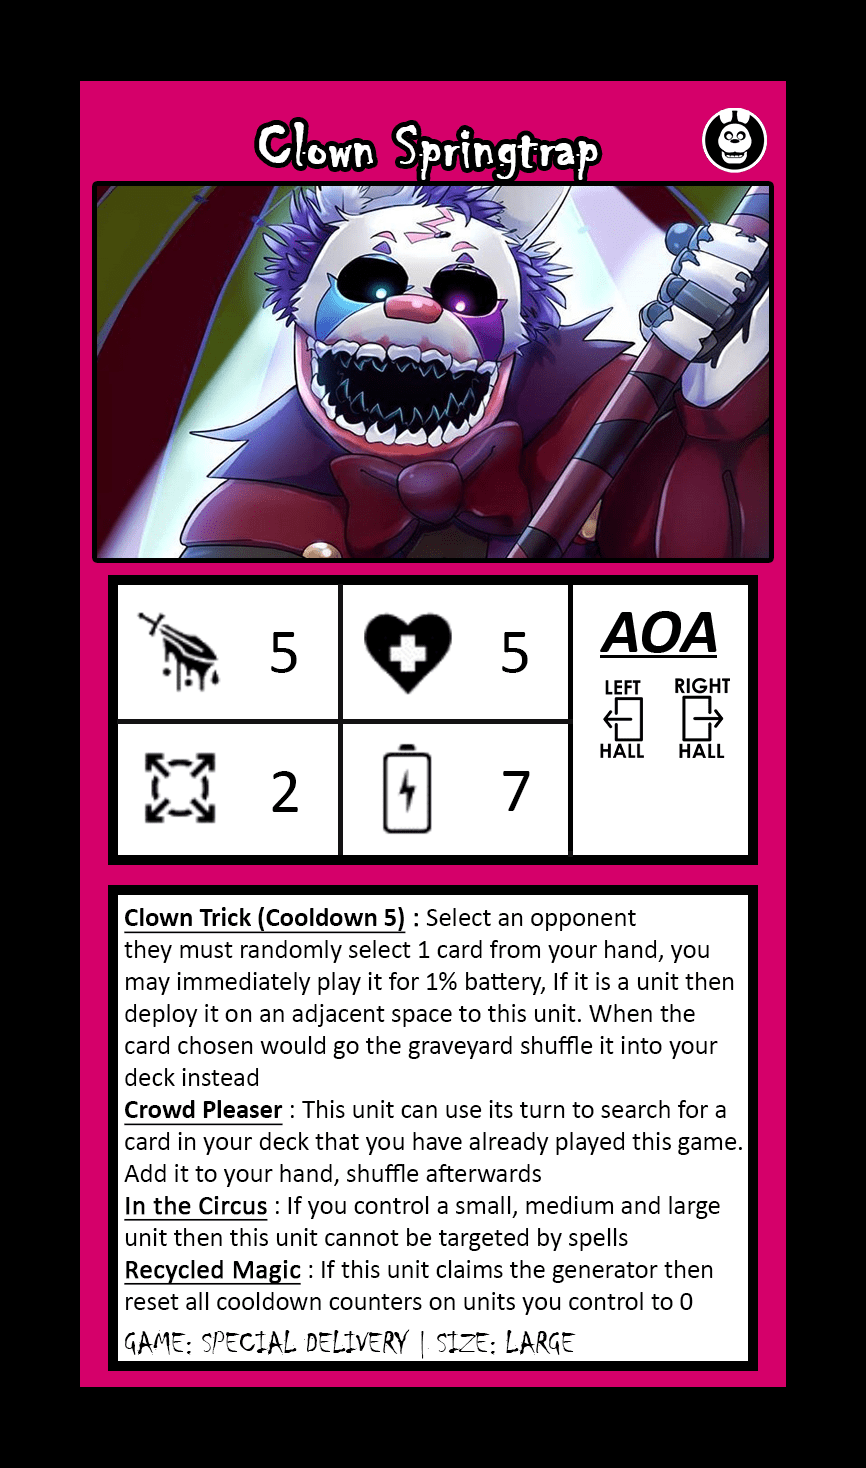 Clown Springtrap
5
5
AOA
LEFT
RIGHT
HALL
HALL
2
7
Clown Trick (Cooldown 5) : Select an opponent
they must randomly select 1 card from your hand, you
may immediately play it for 1% battery, If it is a unit then
deploy it on an adjacent space to this unit. When the
card chosen would go the graveyard shuffle it into your
deck instead
Crowd Pleaser : This unit can use its turn to search for a
card in your deck that you have already played this game.
Add it to your hand, shuffle afterwards
In the Circus : If you control a small, medium and large
unit then this unit cannot be targeted by spells
Recycled Magic : If this unit claims the generator then
reset all cooldown counters on units you control to 0
GAME: SPECIAL DELIVERY | SIZE: LARGE